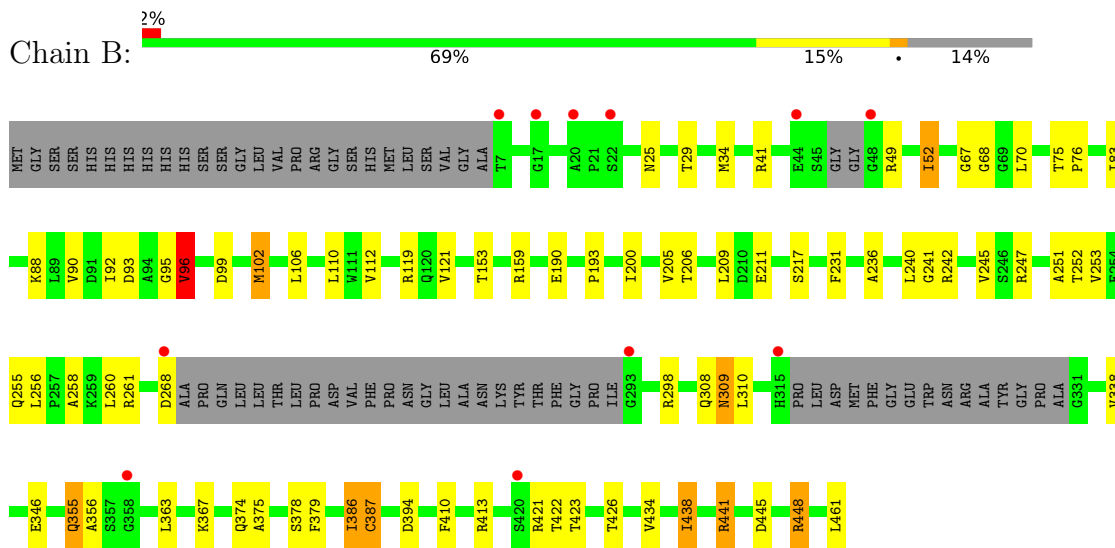 2%
Chain B:
69% 15% • 14%
MET GLY SER SER HIS HIS HIS HIS HIS HIS SER SER GLY LEU VAL PRO ARG GLY SER HIS MET LEU SER VAL GLY ALA T7 G17 A20 P21 S22 N25 T29 M34 R41 E44 S45 GLY GLY G48 R49 I52 G67 G68 G69 L70 T75 P76
K88 L89 V90 D91 I92 D93 A94 G95 V96 D99 M102 L106 L110 W111 V112 R119 Q120 V121 T153 R159 E190 P193 I200 V205 T206 L209 D210 E211 S217 F231 A236 L240 G241 R242 V245 S246 R247 A251 T252 V253
Q255 L256 P257 A258 K259 L260 R261 D268 ALA PRO GLN LEU LEU THR LEU PRO ASP VAL PHE PRO ASN GLY LEU ALA ASN LYS TYR THR THR PHE GLY PRO ILE G293 R298 Q308 N309 L310 H315 PRO LEU ASP MET PHE GLY GLU TRP ASN ARG ALA TYR GLY PRO ALA G331 V338
E346 Q355 A356 S357 G358 L363 K367 Q374 A375 S378 F379 I386 C387 D394 F410 R413 S420 R421 T422 T423 T426 V434 I438 R441 D445 R448 L461